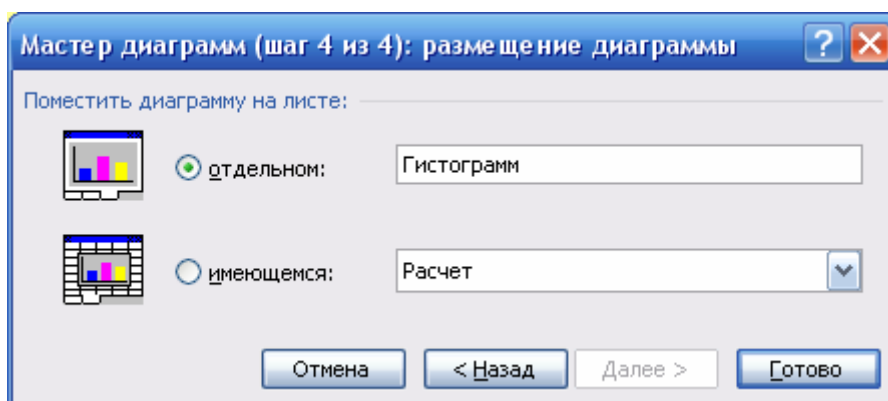 Мастер диаграмм (шаг 4 из 4): размещение диаграммы
Поместить диаграмму на листе:
отдельном: Гистограмм
имеющемся: Расчет
Отмена < Назад Далее > Готово